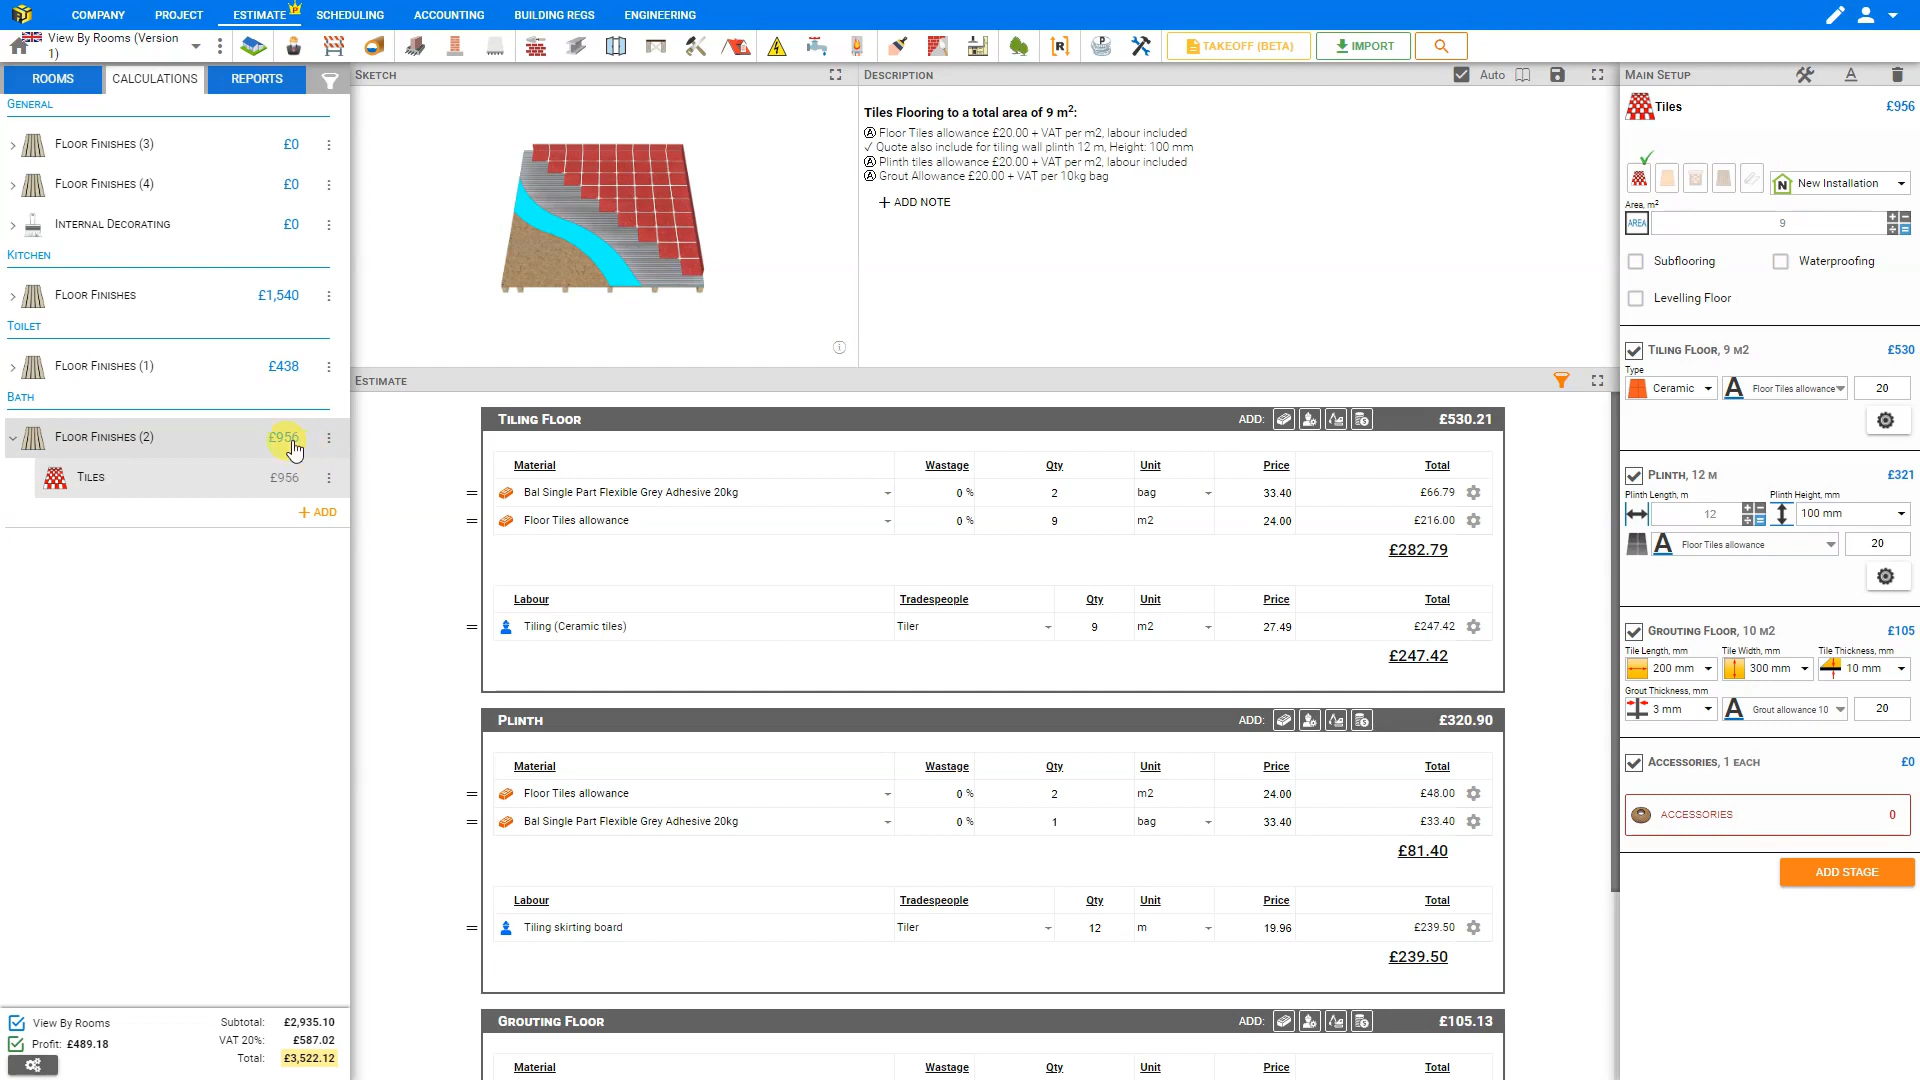 COMPANY PROJECT ESTIMATE SCHEDULING ACCOUNTING BUILDING REGS ENGINEERING
View By Rooms (Version 1)
TAKEOFF (BETA) IMPORT
ROOMS CALCULATIONS REPORTS
GENERAL
FLOOR FINISHES (3) £0
FLOOR FINISHES (4) £0
INTERNAL DECORATING £0
KITCHEN
FLOOR FINISHES £1,540
TOILET
FLOOR FINISHES (1) £438
BATH
FLOOR FINISHES (2) £956
TILES £956
+ ADD
View By Rooms
Profit: £489.18
Subtotal: £2,935.10
VAT 20%: £587.02
Total: £3,522.12
SKETCH
DESCRIPTION
Auto
Tiles Flooring to a total area of 9 m²:
Ⓐ Floor Tiles allowance £20.00 + VAT per m2, labour included
✓ Quote also include for tiling wall plinth 12 m, Height: 100 mm
Ⓐ Plinth tiles allowance £20.00 + VAT per m2, labour included
Ⓐ Grout Allowance £20.00 + VAT per 10kg bag
+ ADD NOTE
ESTIMATE
TILING FLOOR ADD: £530.21
Material Wastage Qty Unit Price Total
Bal Single Part Flexible Grey Adhesive 20kg 0 % 2 bag 33.40 £66.79
Floor Tiles allowance 0 % 9 m2 24.00 £216.00
£282.79
Labour Tradespeople Qty Unit Price Total
Tiling (Ceramic tiles) Tiler 9 m2 27.49 £247.42
£247.42
PLINTH ADD: £320.90
Material Wastage Qty Unit Price Total
Floor Tiles allowance 0 % 2 m2 24.00 £48.00
Bal Single Part Flexible Grey Adhesive 20kg 0 % 1 bag 33.40 £33.40
£81.40
Labour Tradespeople Qty Unit Price Total
Tiling skirting board Tiler 12 m 19.96 £239.50
£239.50
GROUTING FLOOR ADD: £105.13
Material Wastage Qty Unit Price Total
MAIN SETUP
Tiles £956
N New Installation
Area, m²
AREA 9
Subflooring Waterproofing
Levelling Floor
TILING FLOOR, 9 M2 £530
Type
Ceramic A Floor Tiles allowance 20
PLINTH, 12 M £321
Plinth Length, m Plinth Height, mm
12 100 mm
A Floor Tiles allowance 20
GROUTING FLOOR, 10 M2 £105
Tile Length, mm Tile Width, mm Tile Thickness, mm
200 mm 300 mm 10 mm
Grout Thickness, mm
3 mm A Grout allowance 10 20
ACCESSORIES, 1 EACH £0
ACCESSORIES 0
ADD STAGE